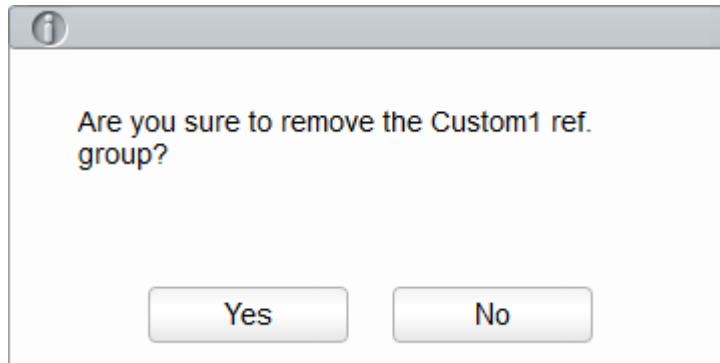 Are you sure to remove the Custom1 ref.
group?
Yes
No